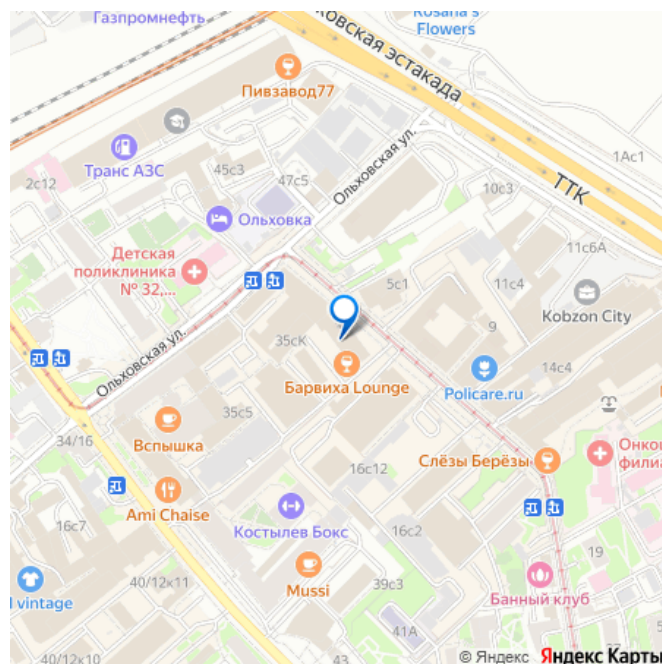 Газпромнефть
Rosana's
Flowers
овская эстакада
Пивзавод77
Транс АЗС
45с3
47с5
2с12
Ольховская ул.
1Ас1
ТТК
10с3
Ольховка
Детская
поликлиника
№ 32,...
11с6А
5с1
11с4
Kobzon City
9
35сК
Ольховская ул.
Барвиха Lounge
Policare.ru
14с4
35с5
Вспышка
34/16
Слёзы Берёзы
Онкоц
филиа
16с12
Ami Chaise
16с7
Костылев Бокс
16с2
19
Mussi
39с3
l vintage
40/12к11
Банный клуб
41А
40/12к10
© Яндекс Яндекс Карты